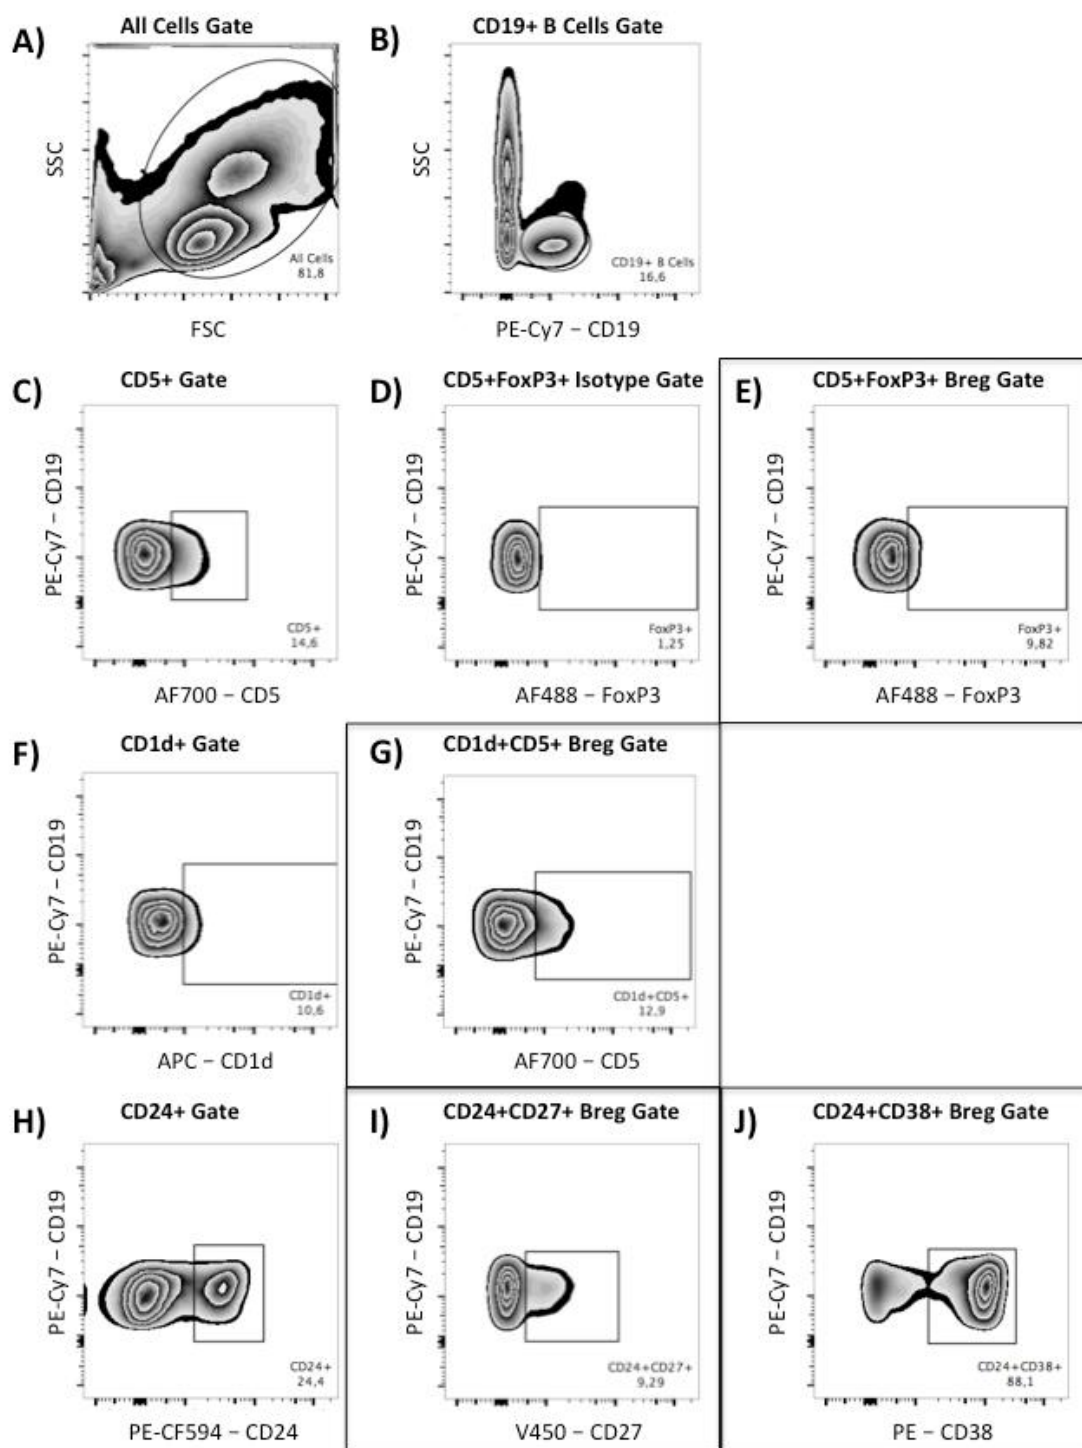 A)
All Cells Gate
SSC
All Cells
81,8
FSC
B)
CD19+ B Cells Gate
SSC
CD19+ B Cells
16,6
PE-Cy7 – CD19
C)
CD5+ Gate
PE-Cy7 – CD19
CD5+
14,6
AF700 – CD5
D)
CD5+FoxP3+ Isotype Gate
PE-Cy7 – CD19
FoxP3+
1,25
AF488 – FoxP3
E)
CD5+FoxP3+ Breg Gate
PE-Cy7 – CD19
FoxP3+
9,82
AF488 – FoxP3
F)
CD1d+ Gate
PE-Cy7 – CD19
CD1d+
10,6
APC – CD1d
G)
CD1d+CD5+ Breg Gate
PE-Cy7 – CD19
CD1d+CD5+
12,9
AF700 – CD5
H)
CD24+ Gate
PE-Cy7 – CD19
CD24+
24,4
PE-CF594 – CD24
I)
CD24+CD27+ Breg Gate
PE-Cy7 – CD19
CD24+CD27+
9,29
V450 – CD27
J)
CD24+CD38+ Breg Gate
PE-Cy7 – CD19
CD24+CD38+
88,1
PE – CD38